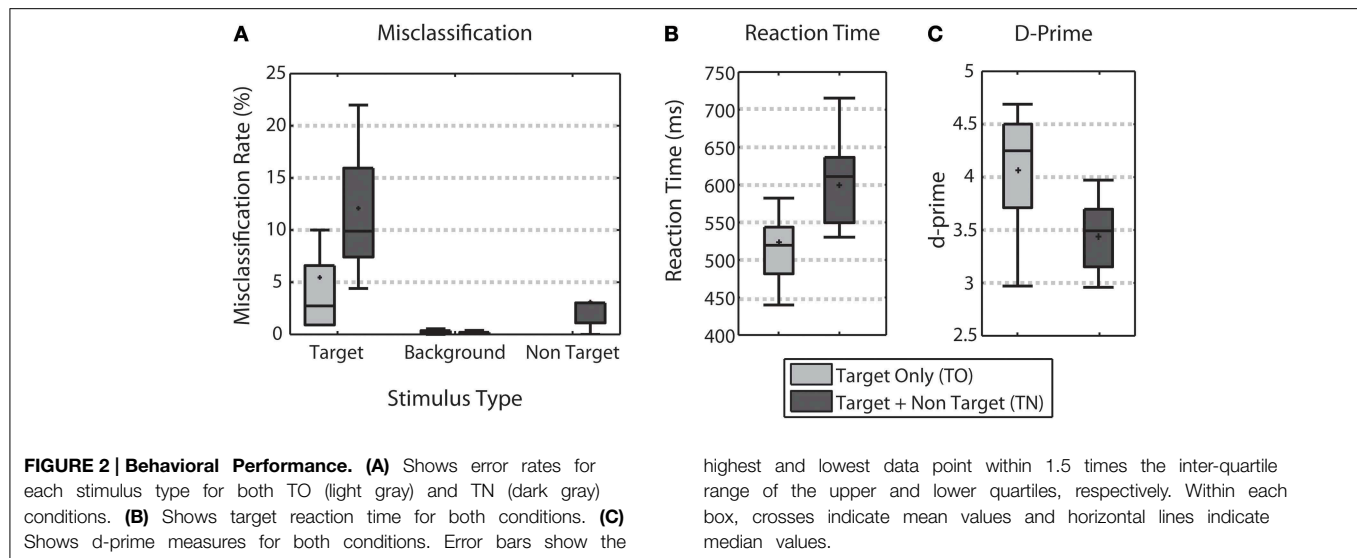 A Misclassification
Misclassification Rate (%)
25
20
15
10
5
0
Target Background Non Target
Stimulus Type
B Reaction Time
Reaction Time (ms)
750
700
650
600
550
500
450
400
C D-Prime
d-prime
5
4.5
4
3.5
3
2.5
Target Only (TO)
Target + Non Target (TN)
FIGURE 2 | Behavioral Performance. (A) Shows error rates for
each stimulus type for both TO (light gray) and TN (dark gray)
conditions. (B) Shows target reaction time for both conditions. (C)
Shows d-prime measures for both conditions. Error bars show the
highest and lowest data point within 1.5 times the inter-quartile
range of the upper and lower quartiles, respectively. Within each
box, crosses indicate mean values and horizontal lines indicate
median values.